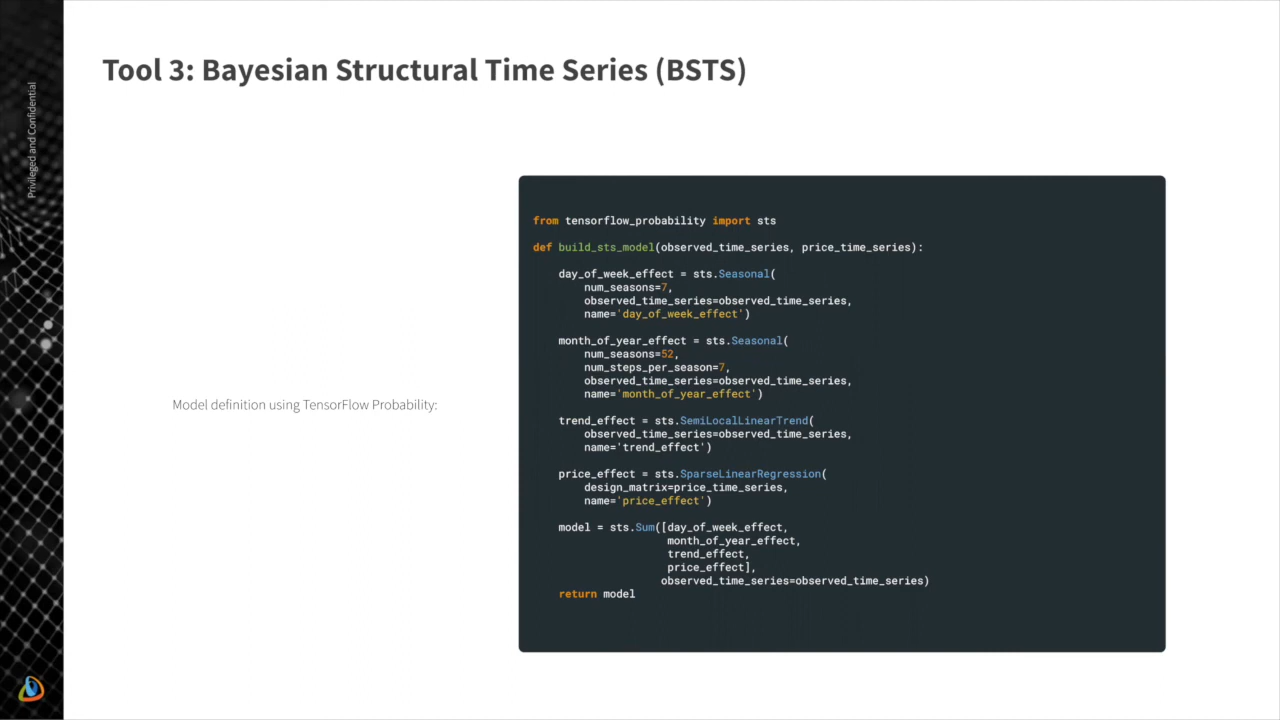 Privileged and Confidential
Tool 3: Bayesian Structural Time Series (BSTS)
Model definition using TensorFlow Probability:
from tensorflow_probability import sts
def build_sts_model(observed_time_series, price_time_series):
    day_of_week_effect = sts.Seasonal(
        num_seasons=7,
        observed_time_series=observed_time_series,
        name='day_of_week_effect')
    month_of_year_effect = sts.Seasonal(
        num_seasons=52,
        num_steps_per_season=7,
        observed_time_series=observed_time_series,
        name='month_of_year_effect')
    trend_effect = sts.SemiLocalLinearTrend(
        observed_time_series=observed_time_series,
        name='trend_effect')
    price_effect = sts.SparseLinearRegression(
        design_matrix=price_time_series,
        name='price_effect')
    model = sts.Sum([day_of_week_effect,
                     month_of_year_effect,
                     trend_effect,
                     price_effect],
                    observed_time_series=observed_time_series)
    return model